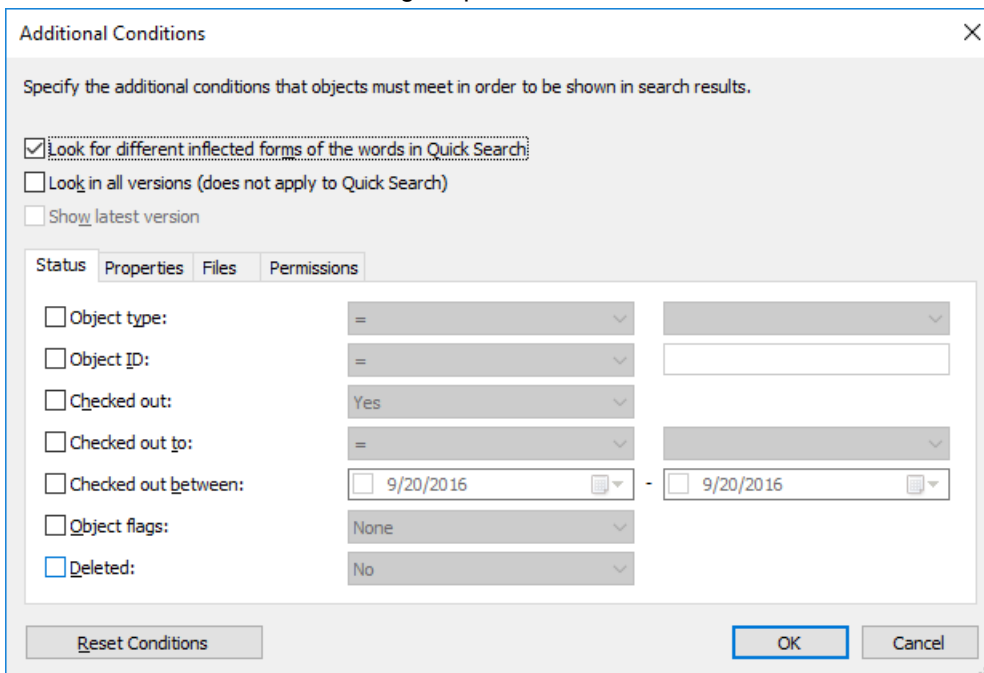 Additional Conditions
Specify the additional conditions that objects must meet in order to be shown in search results.
Look for different inflected forms of the words in Quick Search
Look in all versions (does not apply to Quick Search)
Show latest version
Status Properties Files Permissions
Object type: =
Object ID: =
Checked out: Yes
Checked out to: =
Checked out between: 9/20/2016 - 9/20/2016
Object flags: None
Deleted: No
Reset Conditions OK Cancel